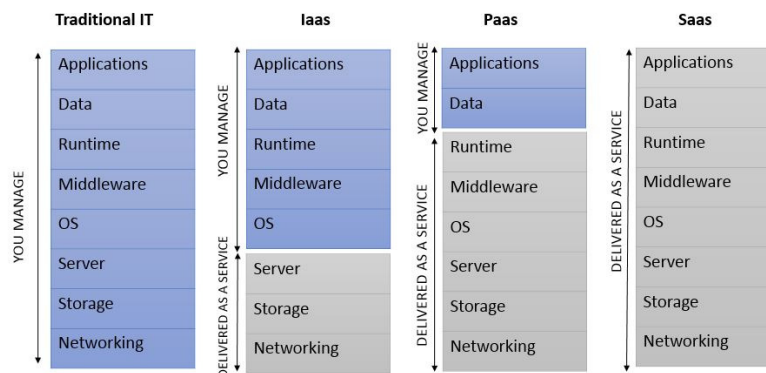 Traditional IT
Iaas
Paas
Saas
YOU MANAGE
Applications
Data
Runtime
Middleware
OS
Server
Storage
Networking
YOU MANAGE
DELIVERED AS A SERVICE
Applications
Data
Runtime
Middleware
OS
Server
Storage
Networking
YOU MANAGE
DELIVERED AS A SERVICE
Applications
Data
Runtime
Middleware
OS
Server
Storage
Networking
DELIVERED AS A SERVICE
Applications
Data
Runtime
Middleware
OS
Server
Storage
Networking